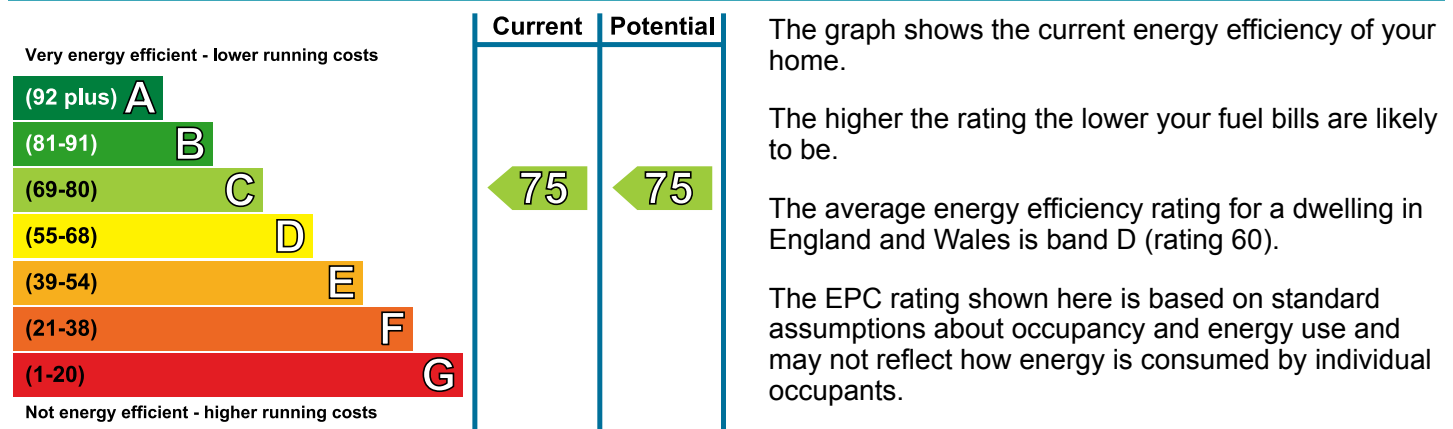 Current Potential
Very energy efficient - lower running costs
(92 plus) A
(81-91) B
(69-80) C
75 75
(55-68) D
(39-54) E
(21-38) F
(1-20) G
Not energy efficient - higher running costs
The graph shows the current energy efficiency of your
home.
The higher the rating the lower your fuel bills are likely
to be.
The average energy efficiency rating for a dwelling in
England and Wales is band D (rating 60).
The EPC rating shown here is based on standard
assumptions about occupancy and energy use and
may not reflect how energy is consumed by individual
occupants.